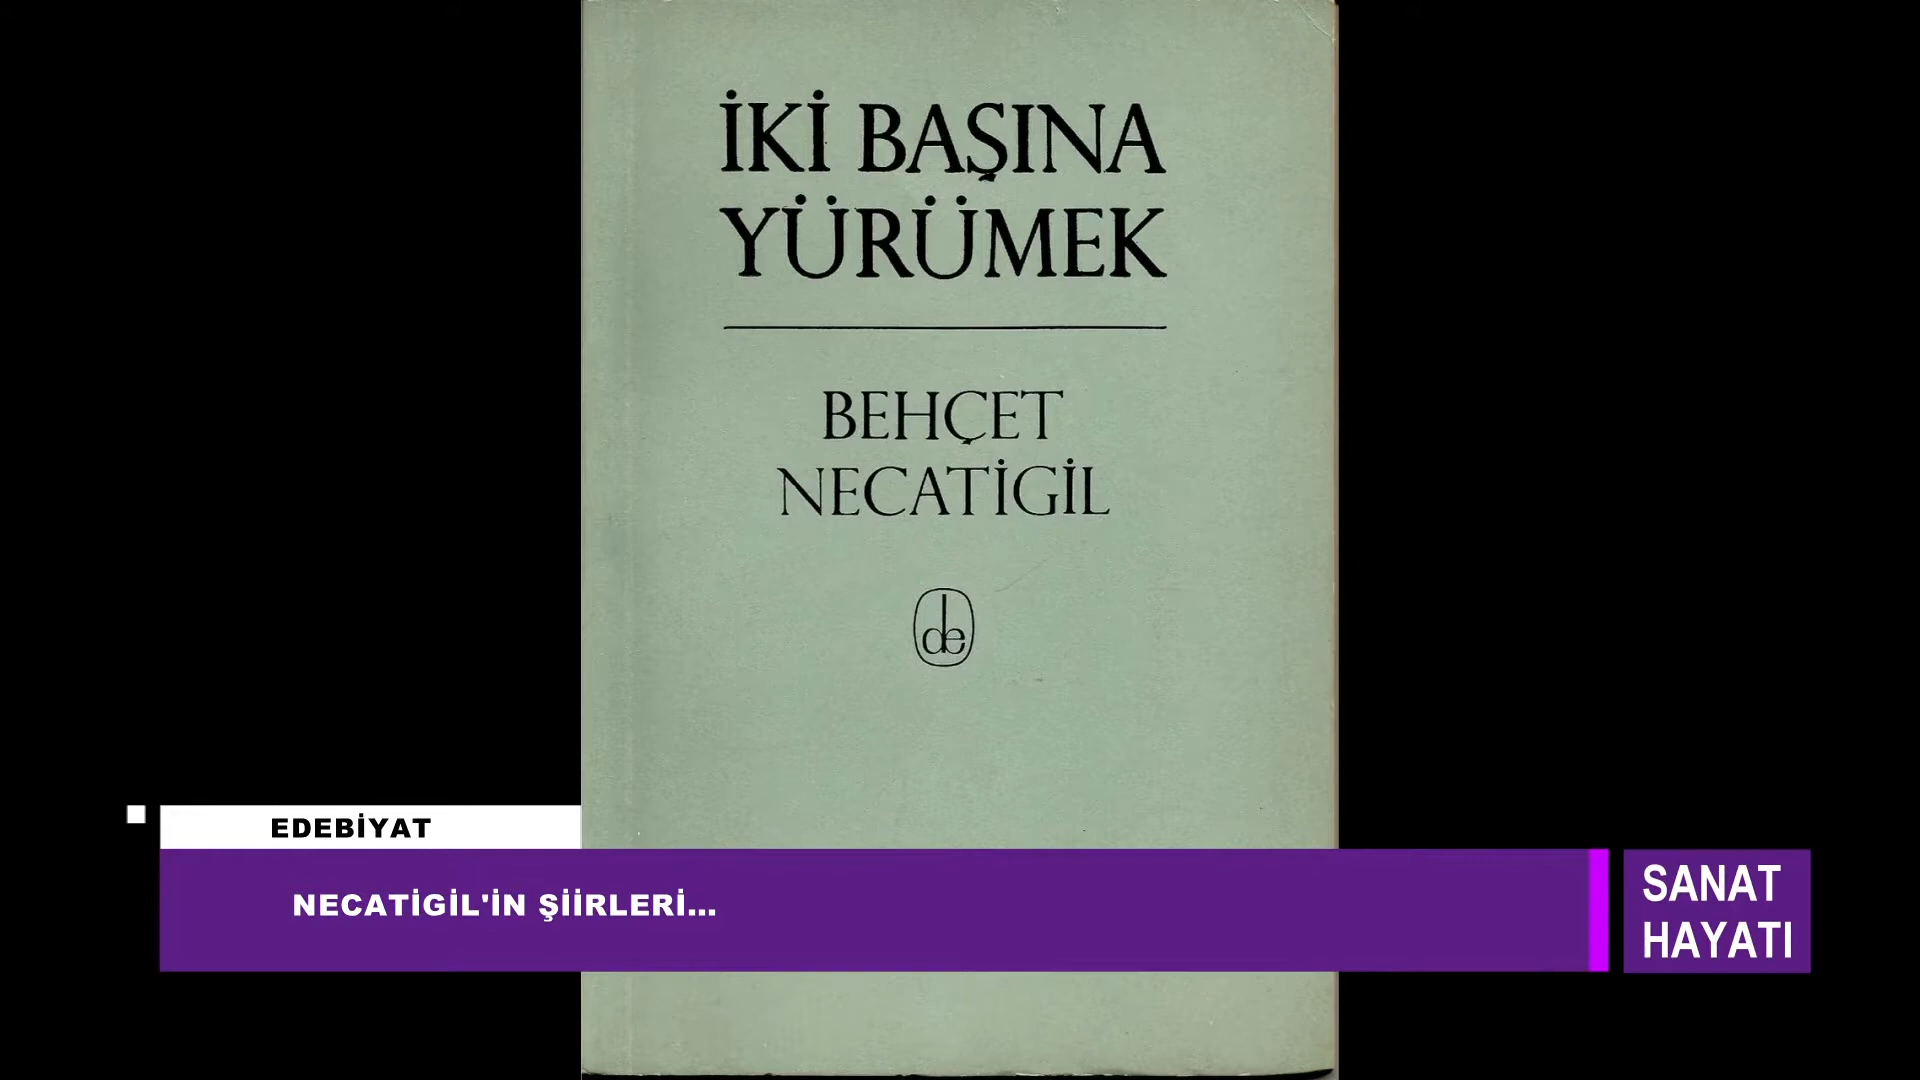 İKİ BAŞINA
YÜRÜMEK
BEHÇET
NECATİGİL
de
EDEBİYAT
NECATİGİL'İN ŞİİRLERİ...
SANAT
HAYATI